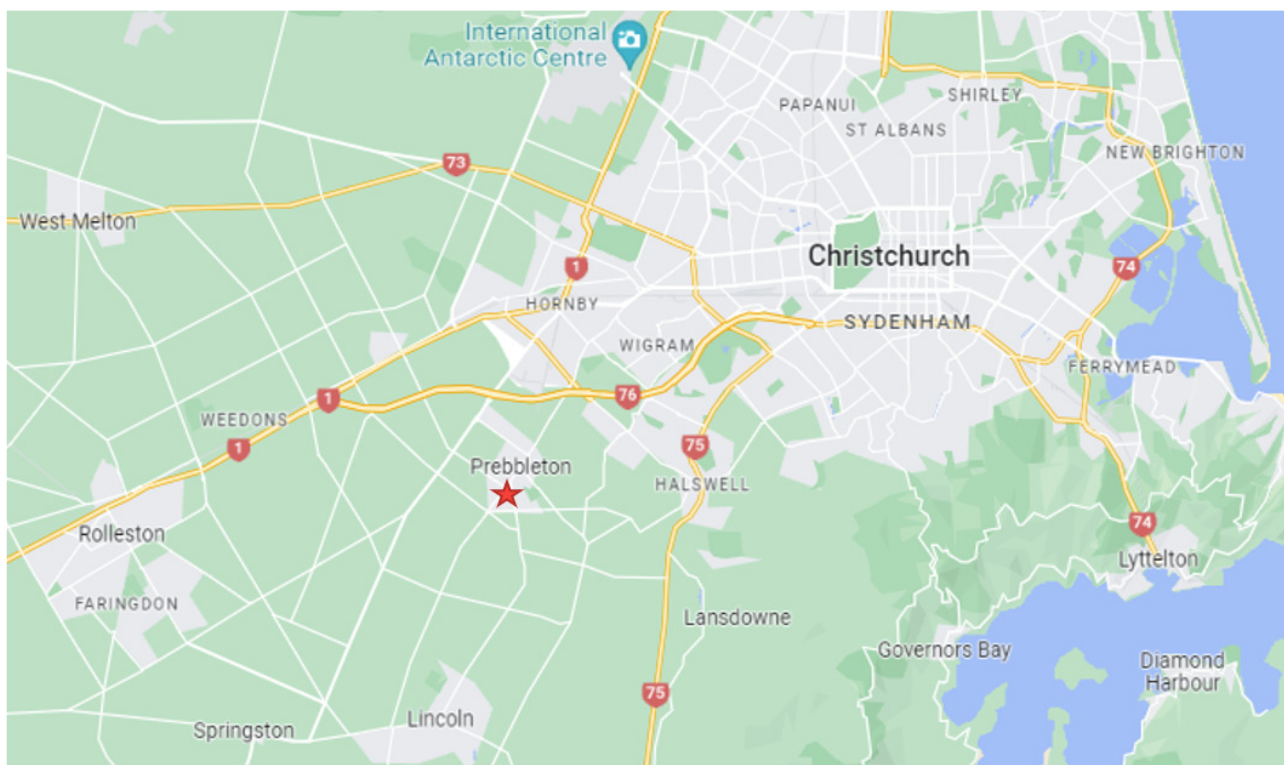 International
Antarctic Centre
PAPANUI
SHIRLEY
ST ALBANS
NEW BRIGHTON
73
West Melton
Christchurch
1
74
HORNBY
SYDENHAM
WIGRAM
FERRYMEAD
76
1
WEEDONS
1
75
Prebbleton
HALSWELL
74
Rolleston
Lyttelton
FARINGDON
Lansdowne
Governors Bay
Diamond
Harbour
75
Lincoln
Springston